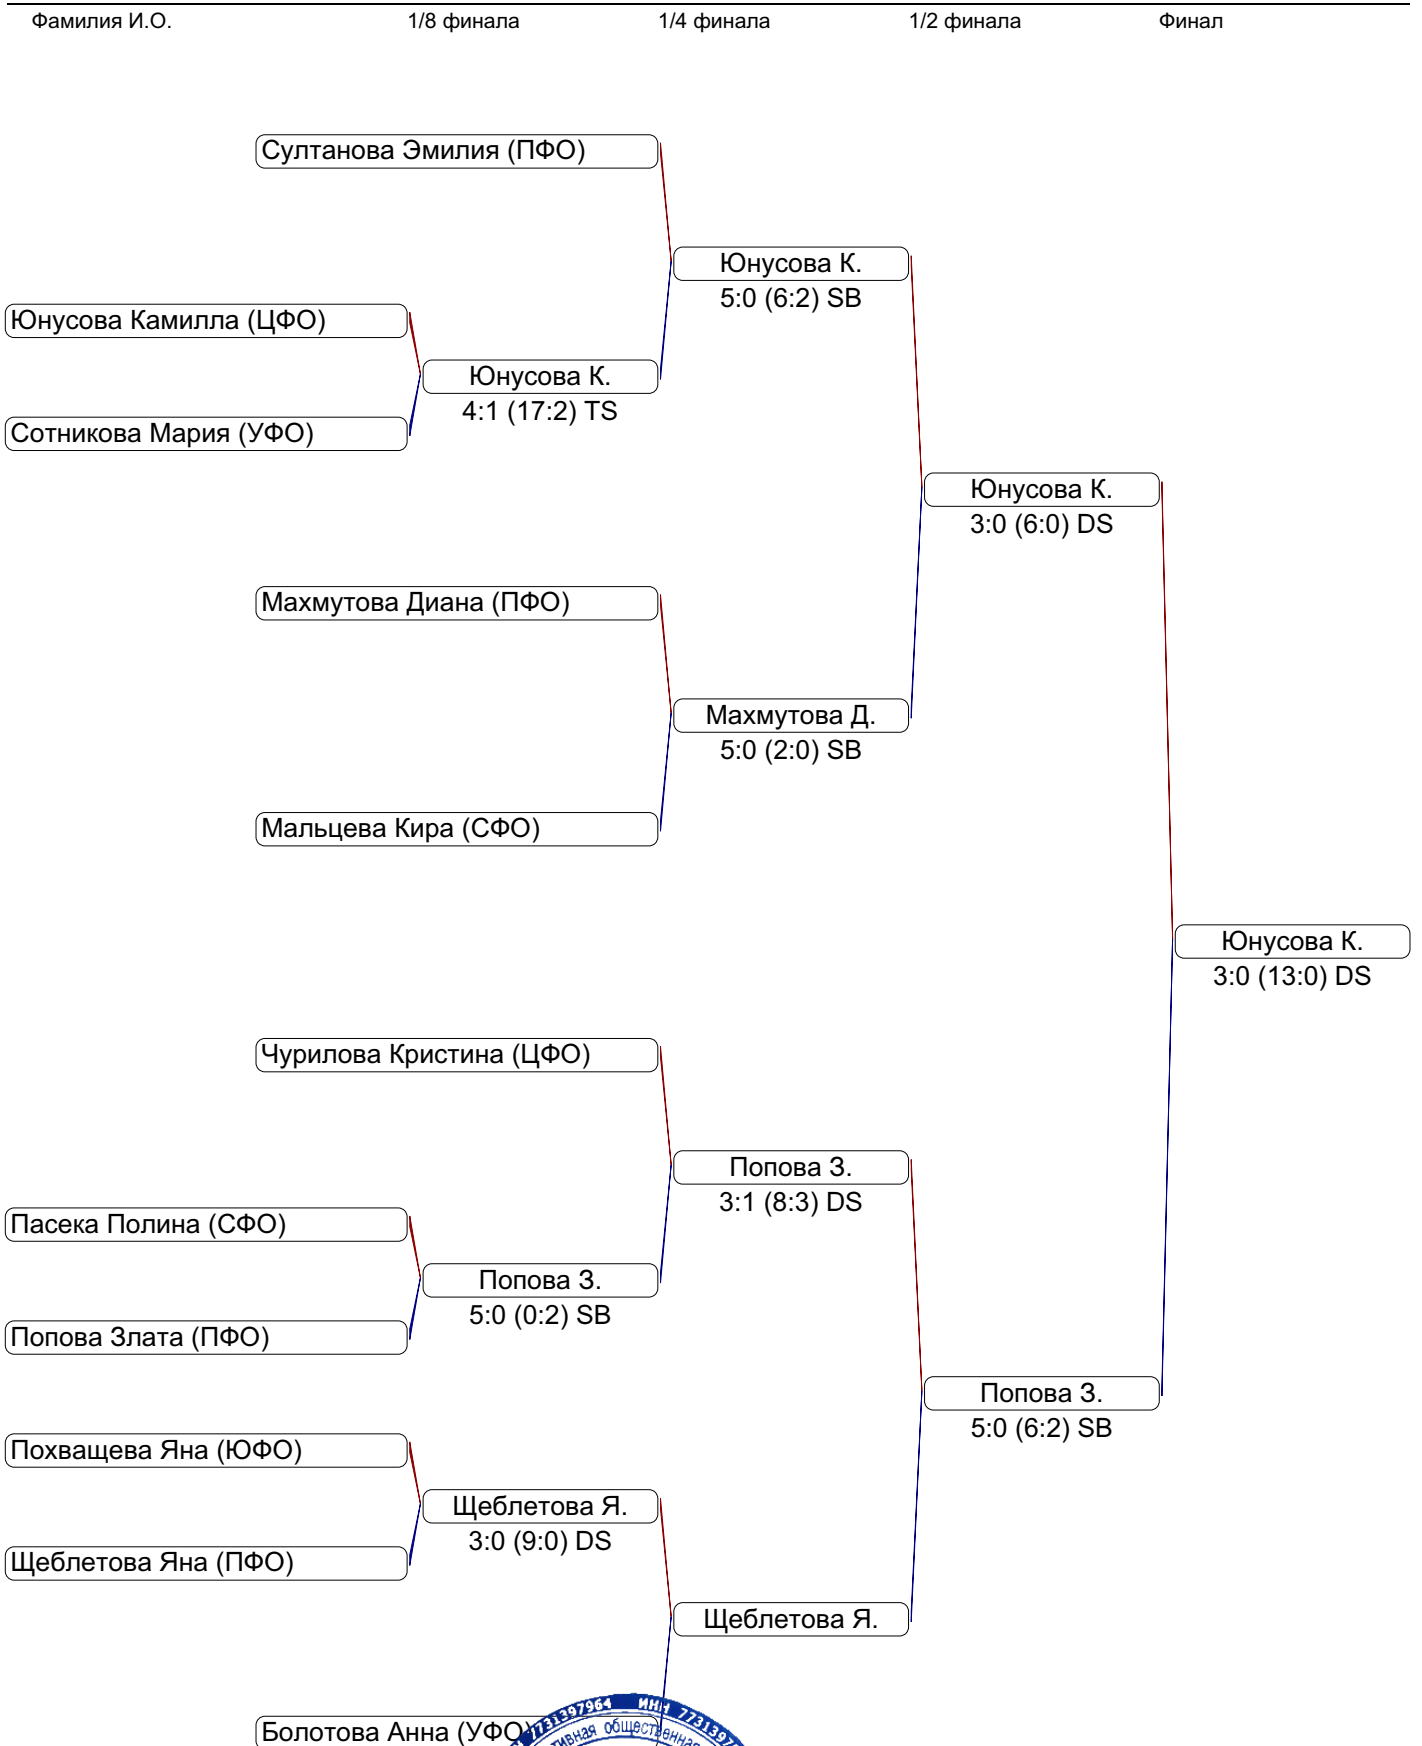 Фамилия И.О. 1/8 финала 1/4 финала 1/2 финала Финал
Султанова Эмилия (ПФО)
Юнусова К.
5:0 (6:2) SB
Юнусова Камилла (ЦФО)
Юнусова К.
4:1 (17:2) TS
Сотникова Мария (УФО)
Юнусова К.
3:0 (6:0) DS
Махмутова Диана (ПФО)
Махмутова Д.
5:0 (2:0) SB
Мальцева Кира (СФО)
Юнусова К.
3:0 (13:0) DS
Чурилова Кристина (ЦФО)
Попова З.
3:1 (8:3) DS
Пасека Полина (СФО)
Попова З.
5:0 (0:2) SB
Попова Злата (ПФО)
Попова З.
5:0 (6:2) SB
Похващева Яна (ЮФО)
Щеблетова Я.
3:0 (9:0) DS
Щеблетова Яна (ПФО)
Щеблетова Я.
Болотова Анна (УФО)
7731397964 ИНН
общественная